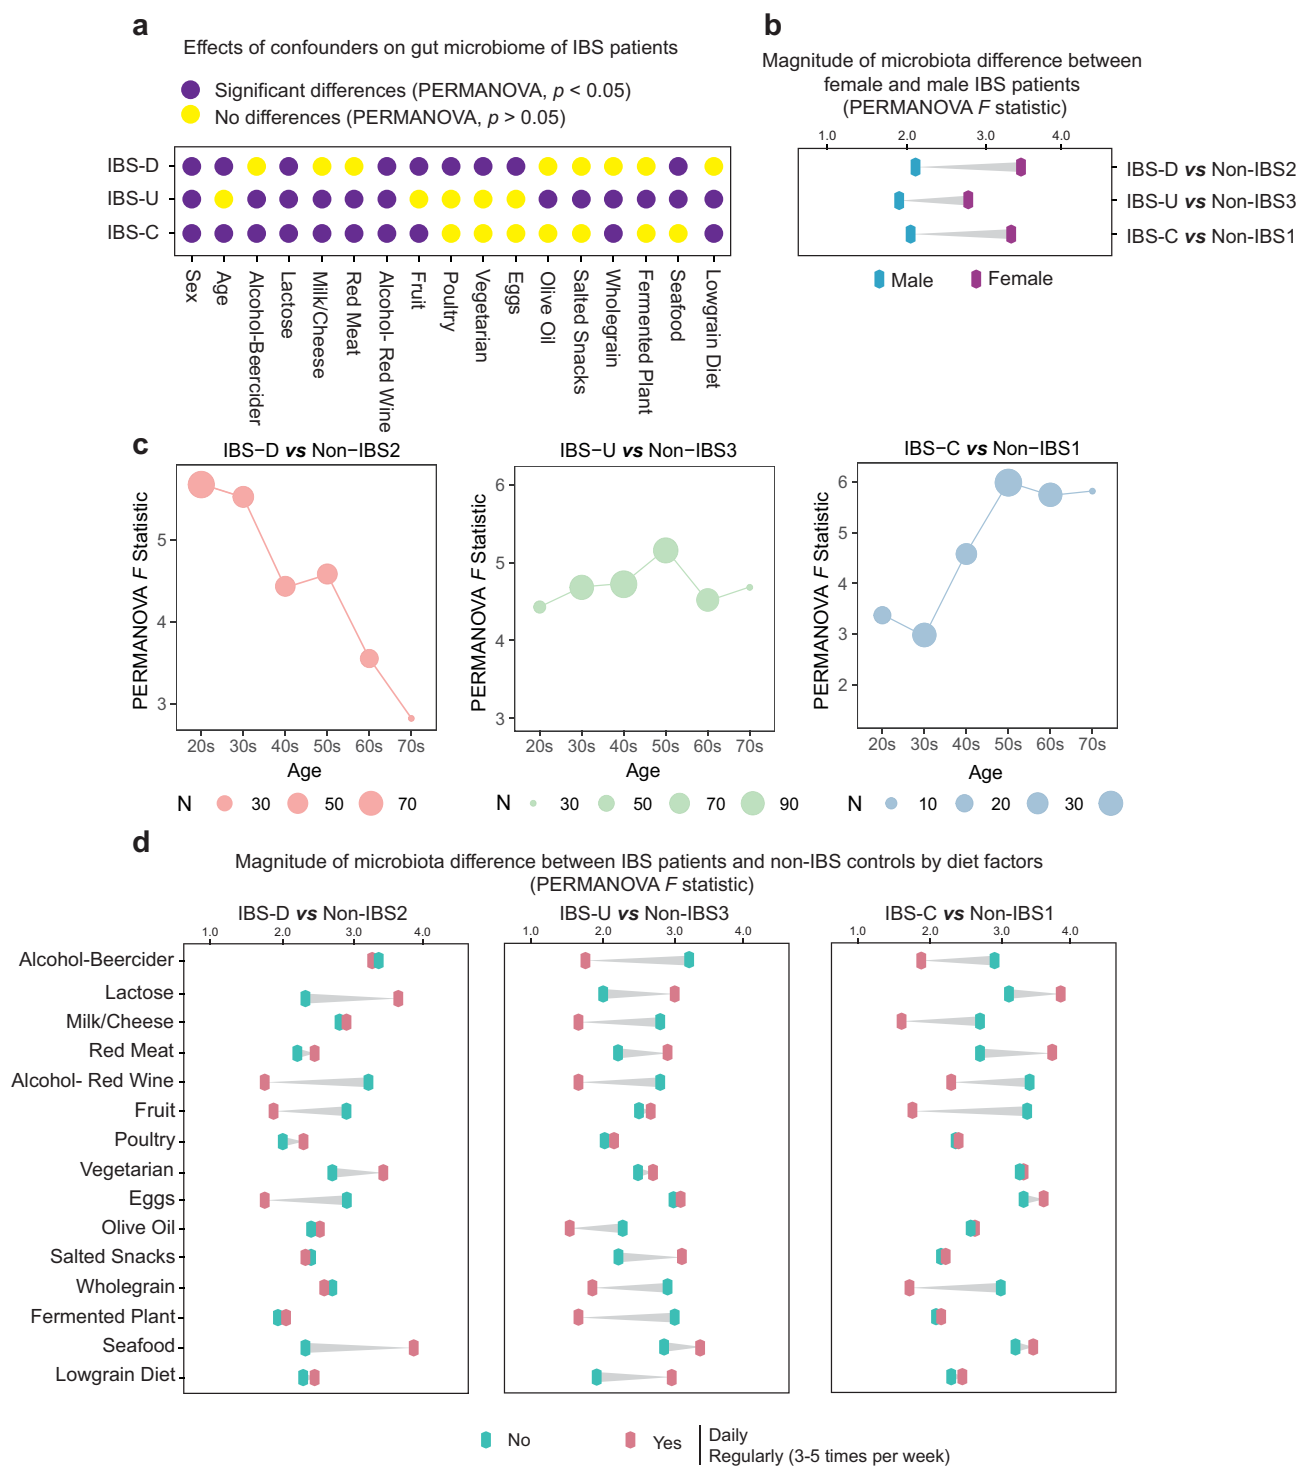 a
Effects of confounders on gut microbiome of IBS patients
Significant differences (PERMANOVA, p < 0.05)
No differences (PERMANOVA, p > 0.05)
IBS-D
IBS-U
IBS-C
Sex
Age
Alcohol-Beercider
Lactose
Milk/Cheese
Red Meat
Alcohol- Red Wine
Fruit
Poultry
Vegetarian
Eggs
Olive Oil
Salted Snacks
Wholegrain
Fermented Plant
Seafood
Lowgrain Diet
b
Magnitude of microbiota difference between
female and male IBS patients
(PERMANOVA F statistic)
1.0 2.0 3.0 4.0
IBS-D vs Non-IBS2
IBS-U vs Non-IBS3
IBS-C vs Non-IBS1
Male Female
c
IBS−D vs Non−IBS2
PERMANOVA F Statistic
5
4
3
20s 30s 40s 50s 60s 70s
Age
N 30 50 70
IBS−U vs Non−IBS3
PERMANOVA F Statistic
6
5
4
3
20s 30s 40s 50s 60s 70s
Age
N 30 50 70 90
IBS−C vs Non−IBS1
PERMANOVA F Statistic
6
5
4
3
2
20s 30s 40s 50s 60s 70s
Age
N 10 20 30
d
Magnitude of microbiota difference between IBS patients and non-IBS controls by diet factors
(PERMANOVA F statistic)
IBS-D vs Non-IBS2
1.0 2.0 3.0 4.0
IBS-U vs Non-IBS3
1.0 2.0 3.0 4.0
IBS-C vs Non-IBS1
1.0 2.0 3.0 4.0
Alcohol-Beercider
Lactose
Milk/Cheese
Red Meat
Alcohol- Red Wine
Fruit
Poultry
Vegetarian
Eggs
Olive Oil
Salted Snacks
Wholegrain
Fermented Plant
Seafood
Lowgrain Diet
No
Yes
Daily
Regularly (3-5 times per week)